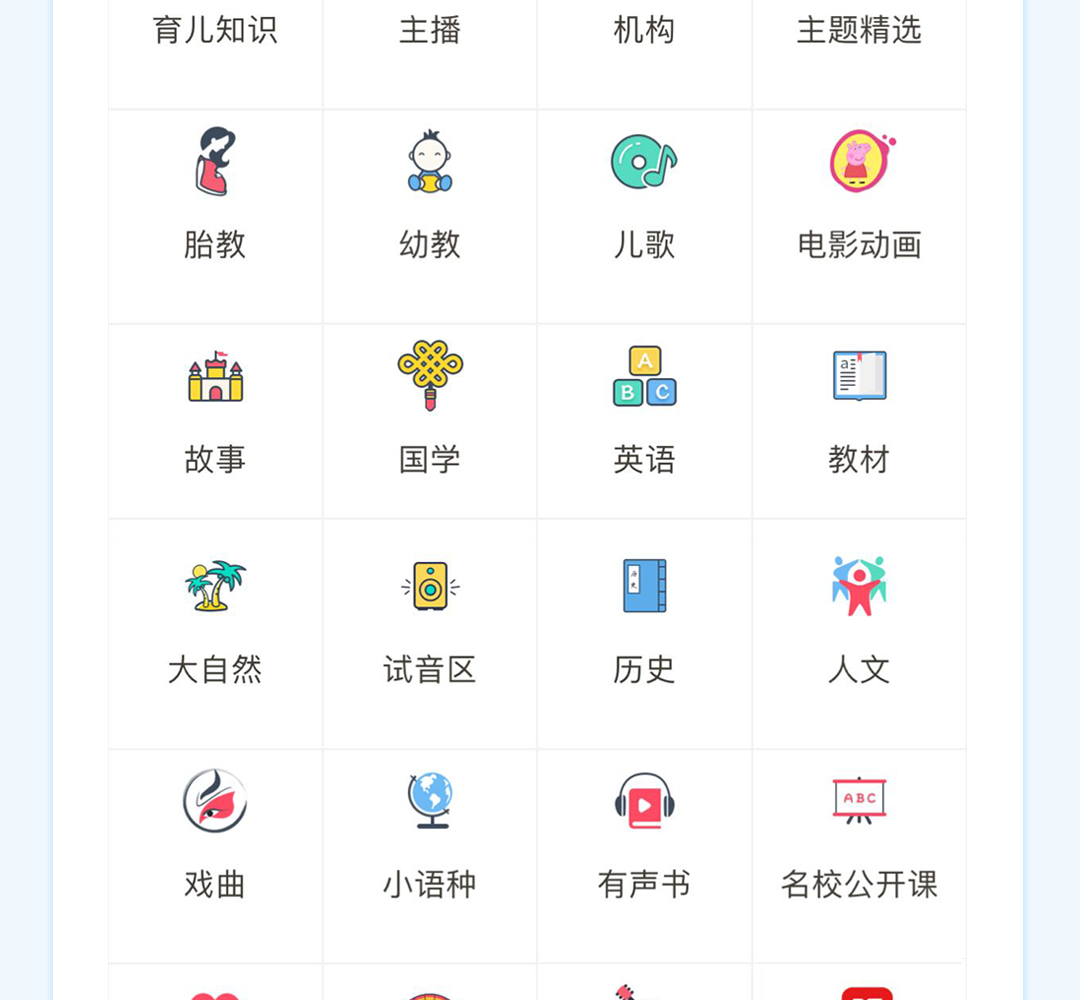 育儿知识 主播 机构 主题精选
胎教 幼教 儿歌 电影动画
A
B C
a
故事 国学 英语 教材
历史
大自然 试音区 历史 人文
ABC
戏曲 小语种 有声书 名校公开课